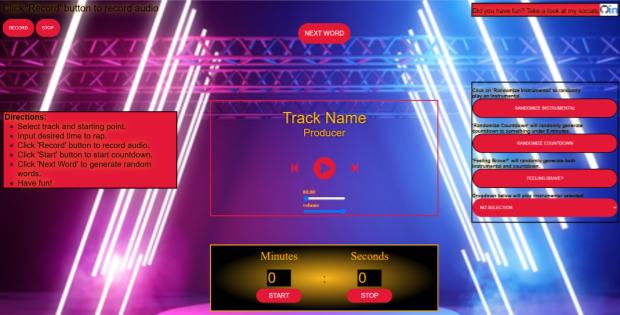 Click 'Record' button to record audio
RECORD
STOP
NEXT WORD
Did you have fun? Take a look at my socials
in
Directions:
Select track and starting point.
Input desired time to rap.
Click 'Record' button to record audio.
Click 'Start' button to start countdown.
Click 'Next Word' to generate random
words.
Have fun!
Track Name
Producer
00:00
Volume
Click on 'Randomize Instrumental' to randomly
play an instrumental
RANDOMIZE INSTRUMENTAL
'Randomize Countdown' will randomly generate
countdown to something under 5 minutes
RANDOMIZE COUNTDOWN
'Feeling Brave?' will randomly generate both
instrumental and countdown.
FEELING BRAVE?
Dropdown below will play instrumental selected
NO SELECTION
Minutes
Seconds
0 : 0
START
STOP